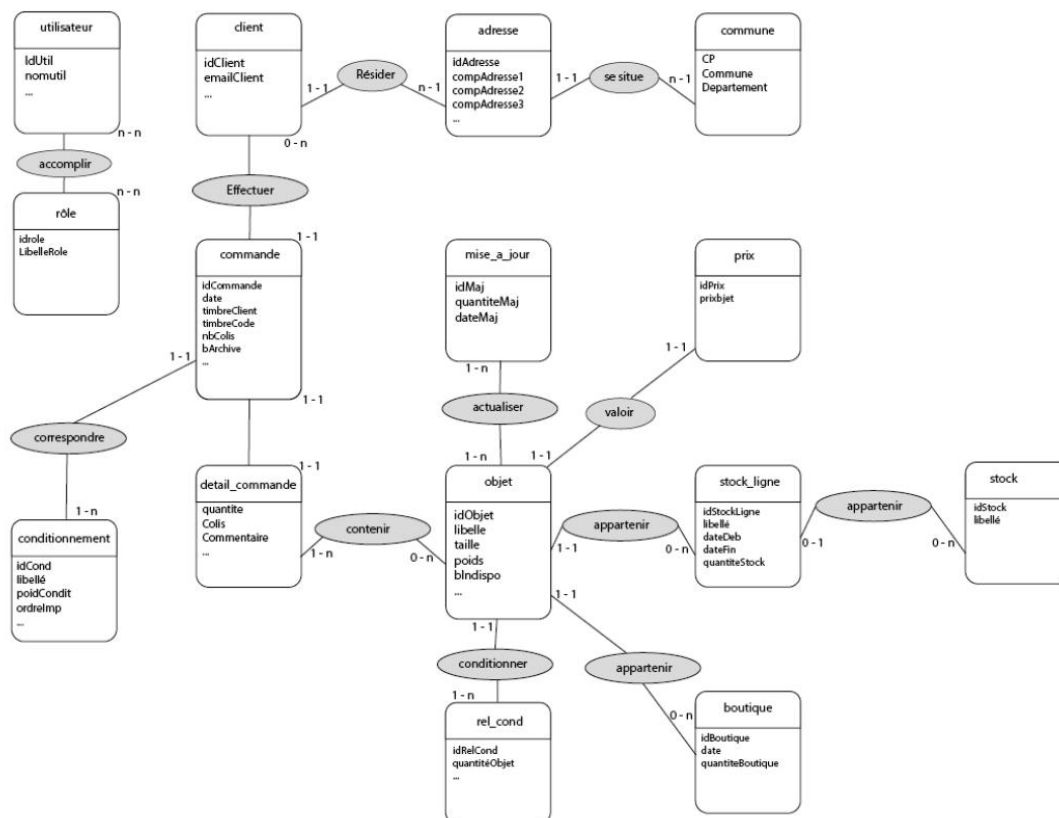 utilisateur
IdUtil
nomutil
...
n - n
accomplir
n - n
rôle
idrole
LibelleRole
client
idClient
emailClient
...
1 - 1
Résider
n - 1
adresse
idAdresse
compAdresse1
compAdresse2
compAdresse3
...
1 - 1
se situe
n - 1
commune
CP
Commune
Departement
0 - n
Effectuer
1 - 1
commande
idCommande
date
timbreClient
timbreCode
nbColis
bArchive
...
1 - 1
correspondre
1 - n
conditionnement
idCond
libellé
poidCondit
ordreImp
...
1 - 1
1 - 1
detail_commande
quantite
Colis
Commentaire
...
1 - n
contenir
0 - n
mise_a_jour
idMaj
quantiteMaj
dateMaj
1 - n
actualiser
1 - n
prix
idPrix
prixbjet
1 - 1
valoir
1 - 1
objet
idObjet
libelle
taille
poids
bIndispo
...
1 - 1
appartenir
0 - n
stock_ligne
idStockLigne
libellé
dateDeb
dateFin
quantiteStock
0 - 1
appartenir
0 - n
stock
idStock
libellé
1 - 1
conditionner
1 - n
rel_cond
idRelCond
quantitéObjet
...
1 - 1
appartenir
0 - n
boutique
idBoutique
date
quantiteBoutique